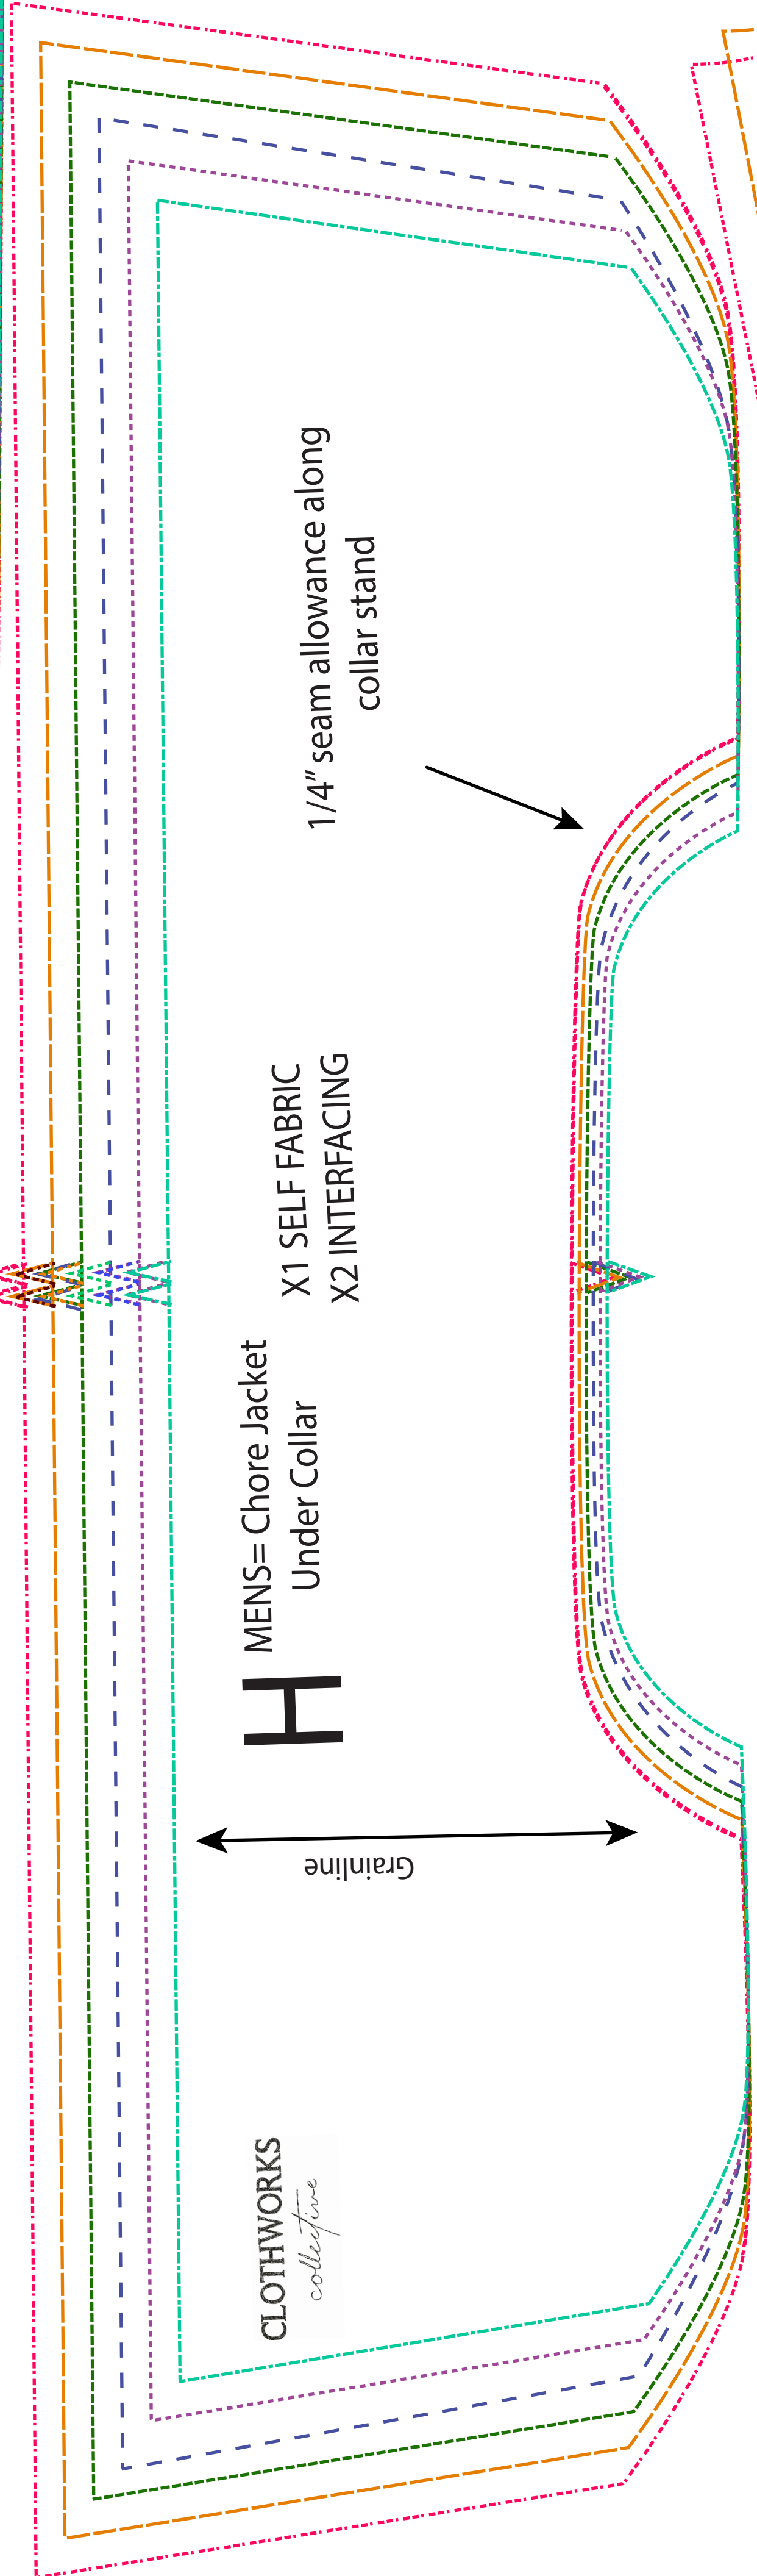 1/4” seam allowance along
collar stand
X1 SELF FABRIC
X2 INTERFACING
MENS= Chore Jacket
Under Collar
H
Grainline
CLOTHWORKS
collective